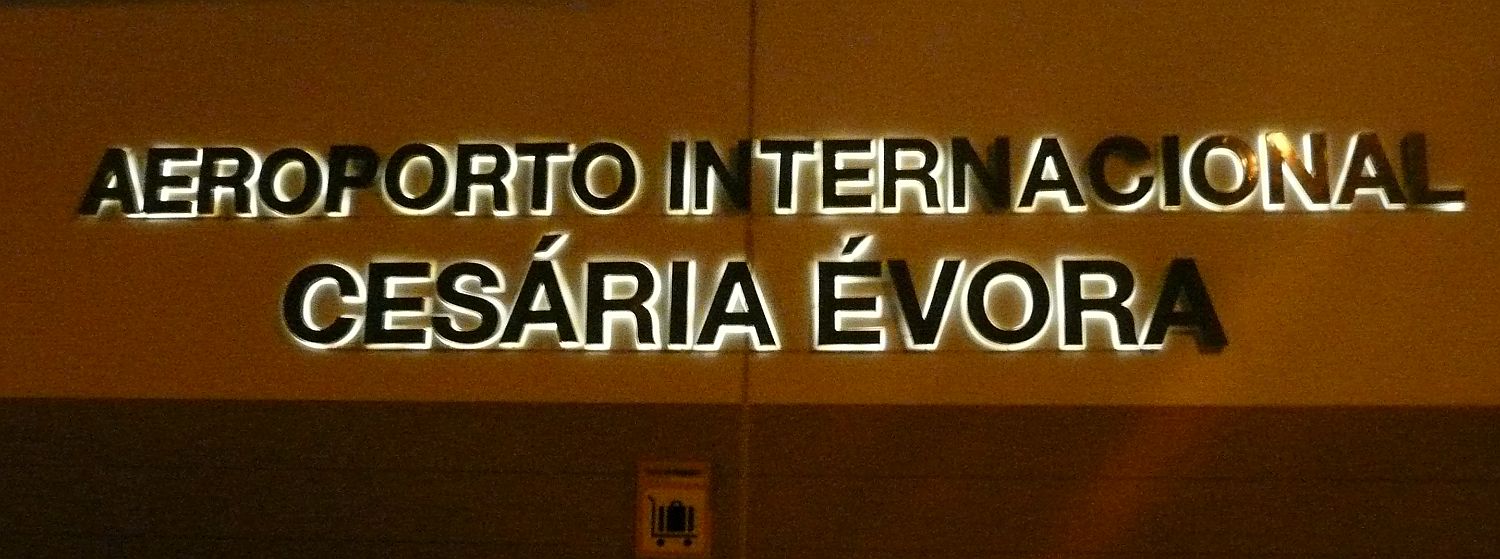 AEROPORTO INTERNACIONAL
CESÁRIA ÉVORA